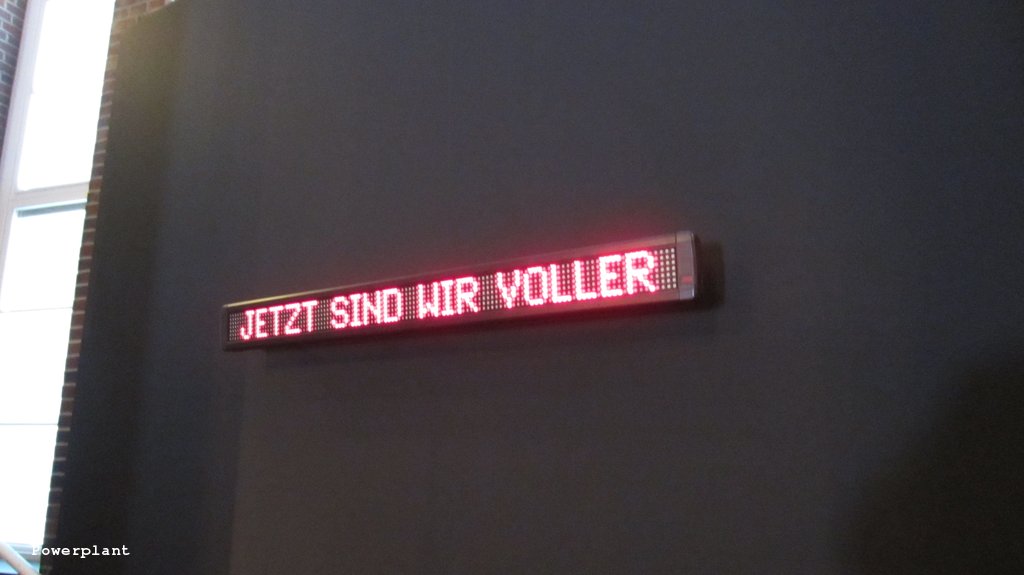 JETZT SIND WIR VOLLER
Powerplant